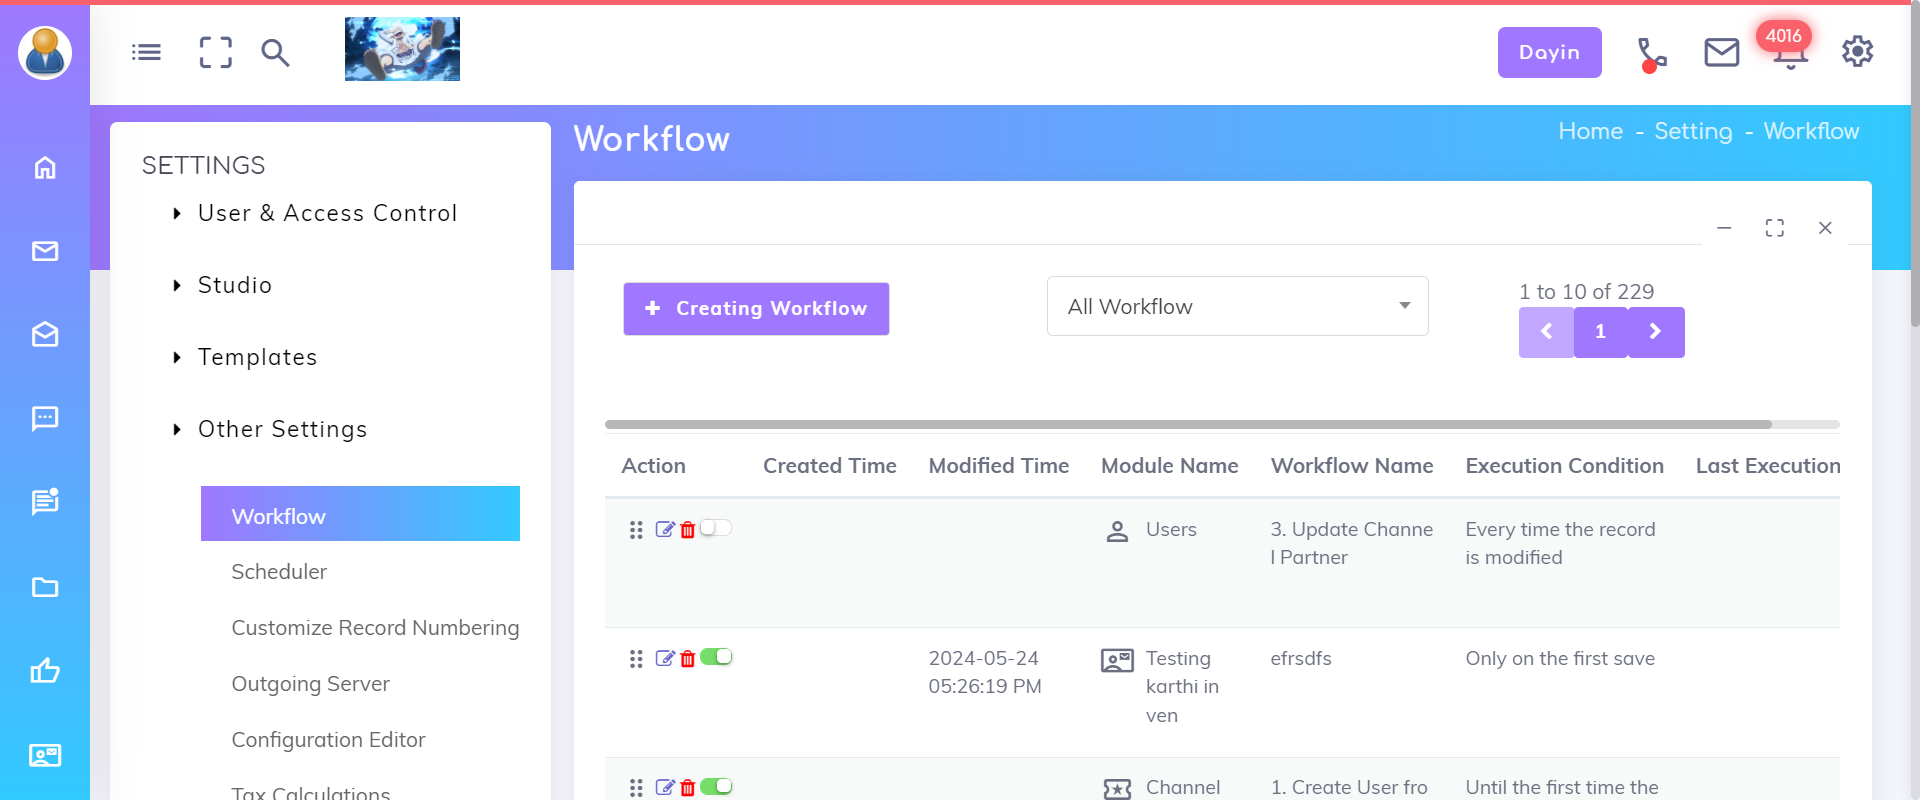 Dayin
4016
SETTINGS
User & Access Control
Studio
Templates
Other Settings
Workflow
Scheduler
Customize Record Numbering
Outgoing Server
Configuration Editor
Tax Calculations
Workflow
Home - Setting - Workflow
Creating Workflow
All Workflow
1 to 10 of 229
1
Action Created Time Modified Time Module Name Workflow Name Execution Condition Last Execution
Users 3. Update Channe Every time the record
l Partner is modified
2024-05-24 Testing efrsdfs Only on the first save
05:26:19 PM karthi in
ven
Channel 1. Create User fro Until the first time the